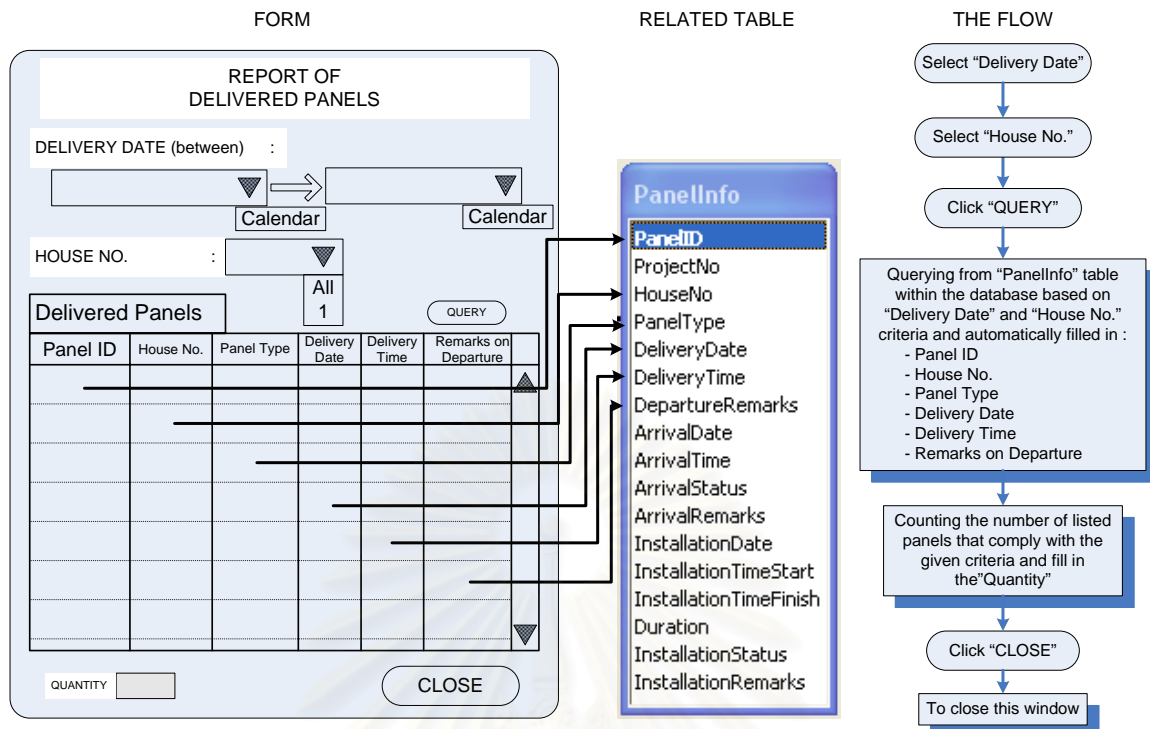 FORM
RELATED TABLE
THE FLOW
REPORT OF
DELIVERED PANELS
DELIVERY DATE (between) :
Calendar
Calendar
HOUSE NO. :
All
1
Delivered Panels
QUERY
Panel ID
House No.
Panel Type
Delivery
Date
Delivery
Time
Remarks on
Departure
QUANTITY
CLOSE
PanelInfo
PanelID
ProjectNo
HouseNo
PanelType
DeliveryDate
DeliveryTime
DepartureRemarks
ArrivalDate
ArrivalTime
ArrivalStatus
ArrivalRemarks
InstallationDate
InstallationTimeStart
InstallationTimeFinish
Duration
InstallationStatus
InstallationRemarks
Select “Delivery Date”
Select “House No.”
Click “QUERY”
Querying from “PanelInfo” table
within the database based on
“Delivery Date” and “House No.”
criteria and automatically filled in :
- Panel ID
- House No.
- Panel Type
- Delivery Date
- Delivery Time
- Remarks on Departure
Counting the number of listed
panels that comply with the
given criteria and fill in
the”Quantity”
Click “CLOSE”
To close this window